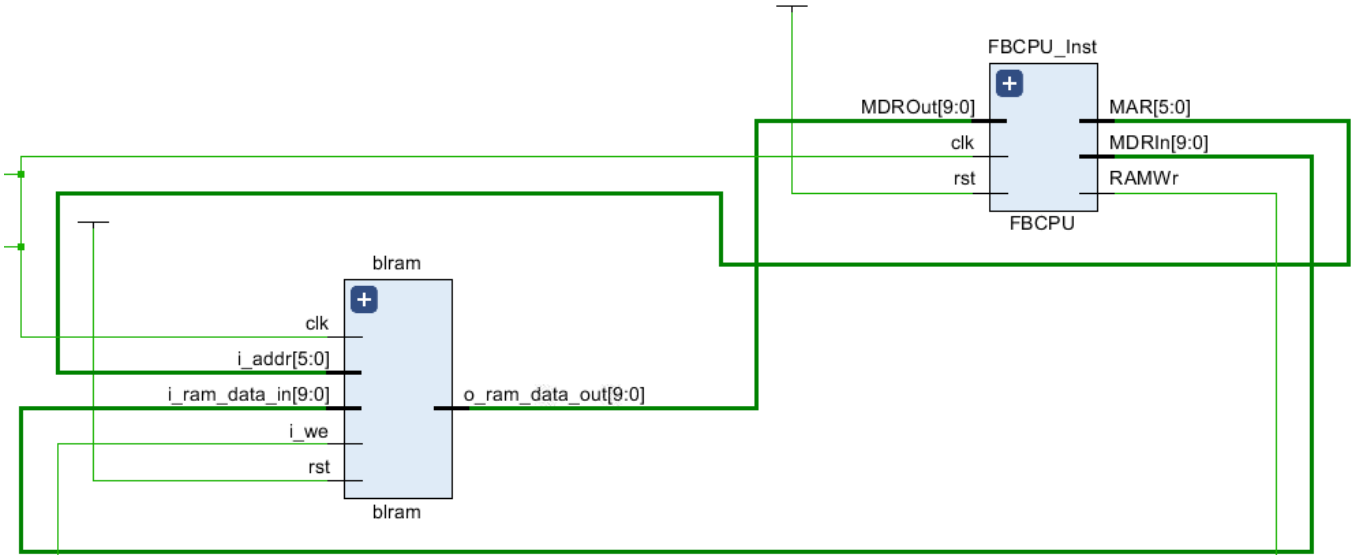 FBCPU_Inst
MDROut[9:0]
MAR[5:0]
clk
MDRIn[9:0]
rst
RAMWr
FBCPU
blram
clk
i_addr[5:0]
i_ram_data_in[9:0]
o_ram_data_out[9:0]
i_we
rst
blram